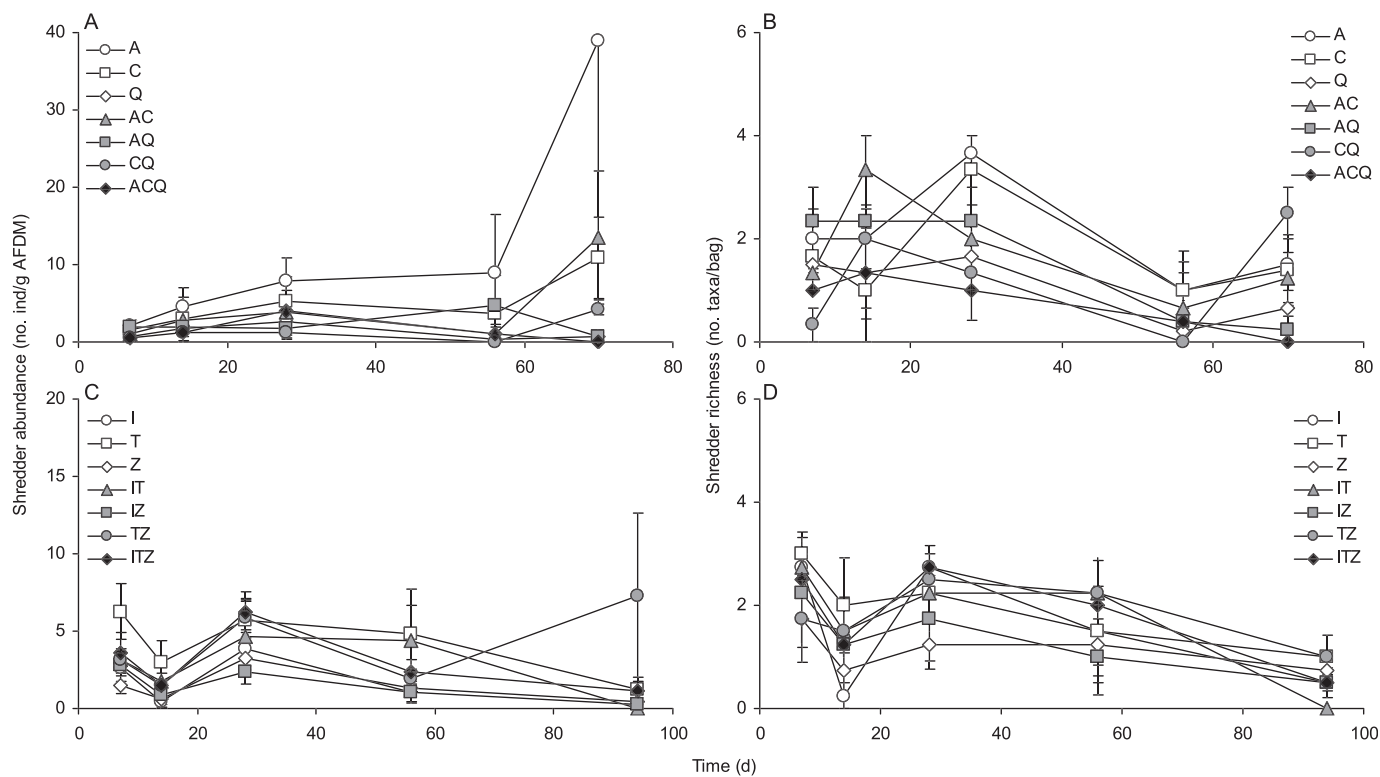 A
40
30
20
10
0
0 20 40 60 80
A
C
Q
AC
AQ
CQ
ACQ
B
6
4
2
0
0 20 40 60 80
A
C
Q
AC
AQ
CQ
ACQ
Shredder abundance (no. ind/g AFDM)
Shredder richness (no. taxa/bag)
C
20
15
10
5
0
0 20 40 60 80 100
I
T
Z
IT
IZ
TZ
ITZ
D
6
4
2
0
0 20 40 60 80 100
I
T
Z
IT
IZ
TZ
ITZ
Time (d)